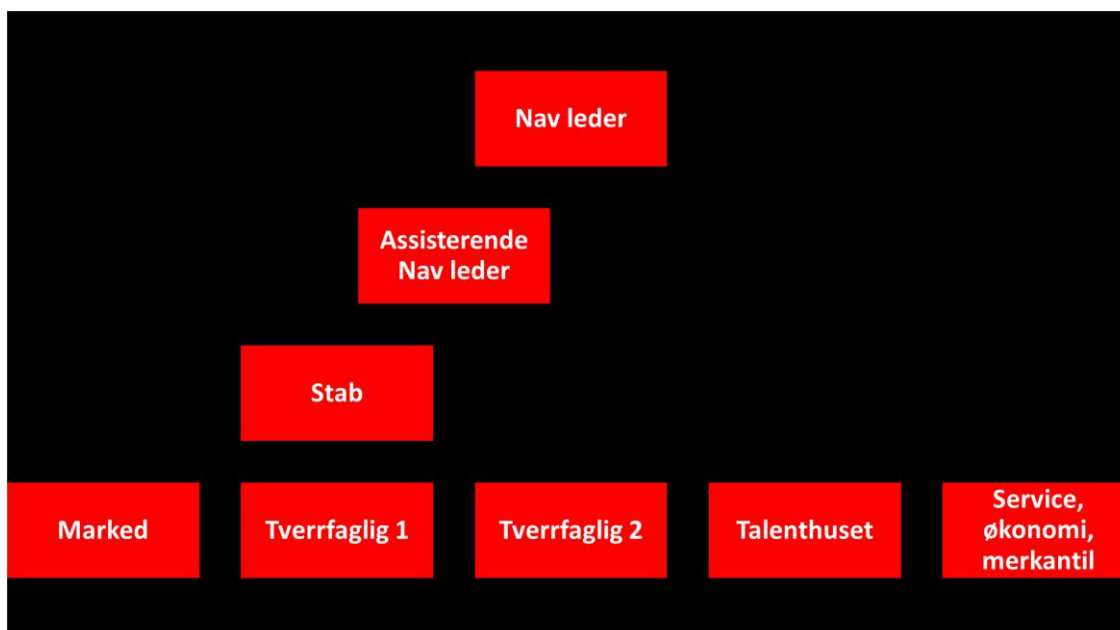 Nav leder
Assisterende
Nav leder
Stab
Marked
Tverrfaglig 1
Tverrfaglig 2
Talenthuset
Service,
økonomi,
merkantil